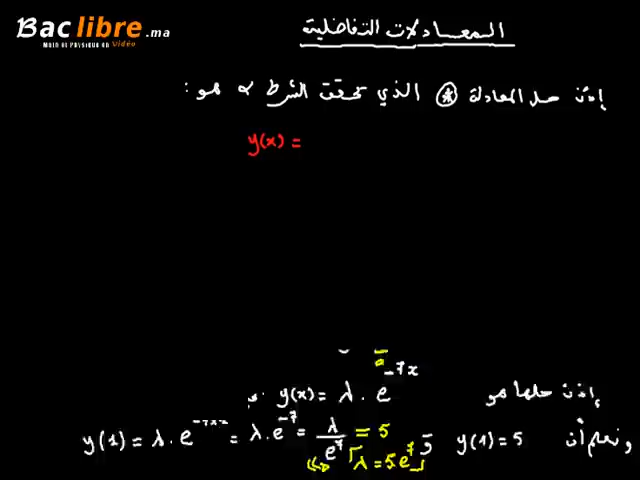 Bac libre.ma
Math et Physique en Vidéo
المعادلات التفاضلية
إذن حل المعادلة ⊛ الذي تحقق الشرط α هو :
y(x) =
إذن حلها هو y(x) = λ . e^{-7x}
ونعلم أن y(1) = 5 و y(1) = λ . e^{-7×1} = λ . e^{-7} = λ/e^7 = 5
⟺ λ = 5e^7